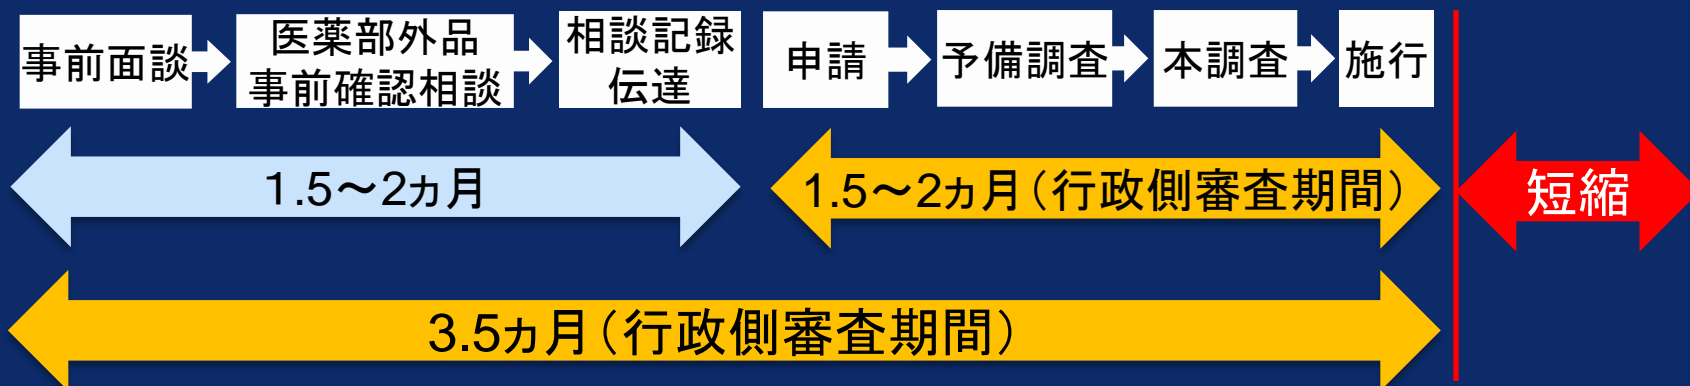 事前面談
医薬部外品
事前確認相談
相談記録
伝達
申請
予備調査
本調査
施行
1.5～2ヵ月
1.5～2ヵ月（行政側審査期間）
短縮
3.5ヵ月（行政側審査期間）